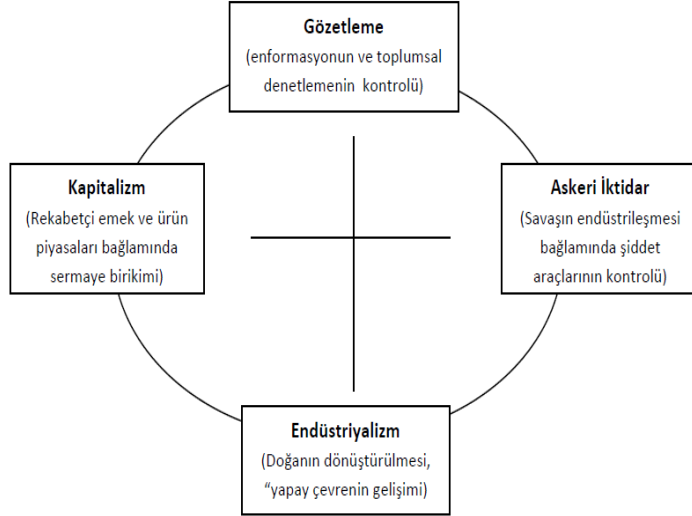 Gözetleme
(enformasyonun ve toplumsal
denetlemenin kontrolü)
Kapitalizm
(Rekabetçi emek ve ürün
piyasaları bağlamında
sermaye birikimi)
Askeri İktidar
(Savaşın endüstrileşmesi
bağlamında şiddet
araçlarının kontrolü)
Endüstriyalizm
(Doğanın dönüştürülmesi,
“yapay çevrenin gelişimi)